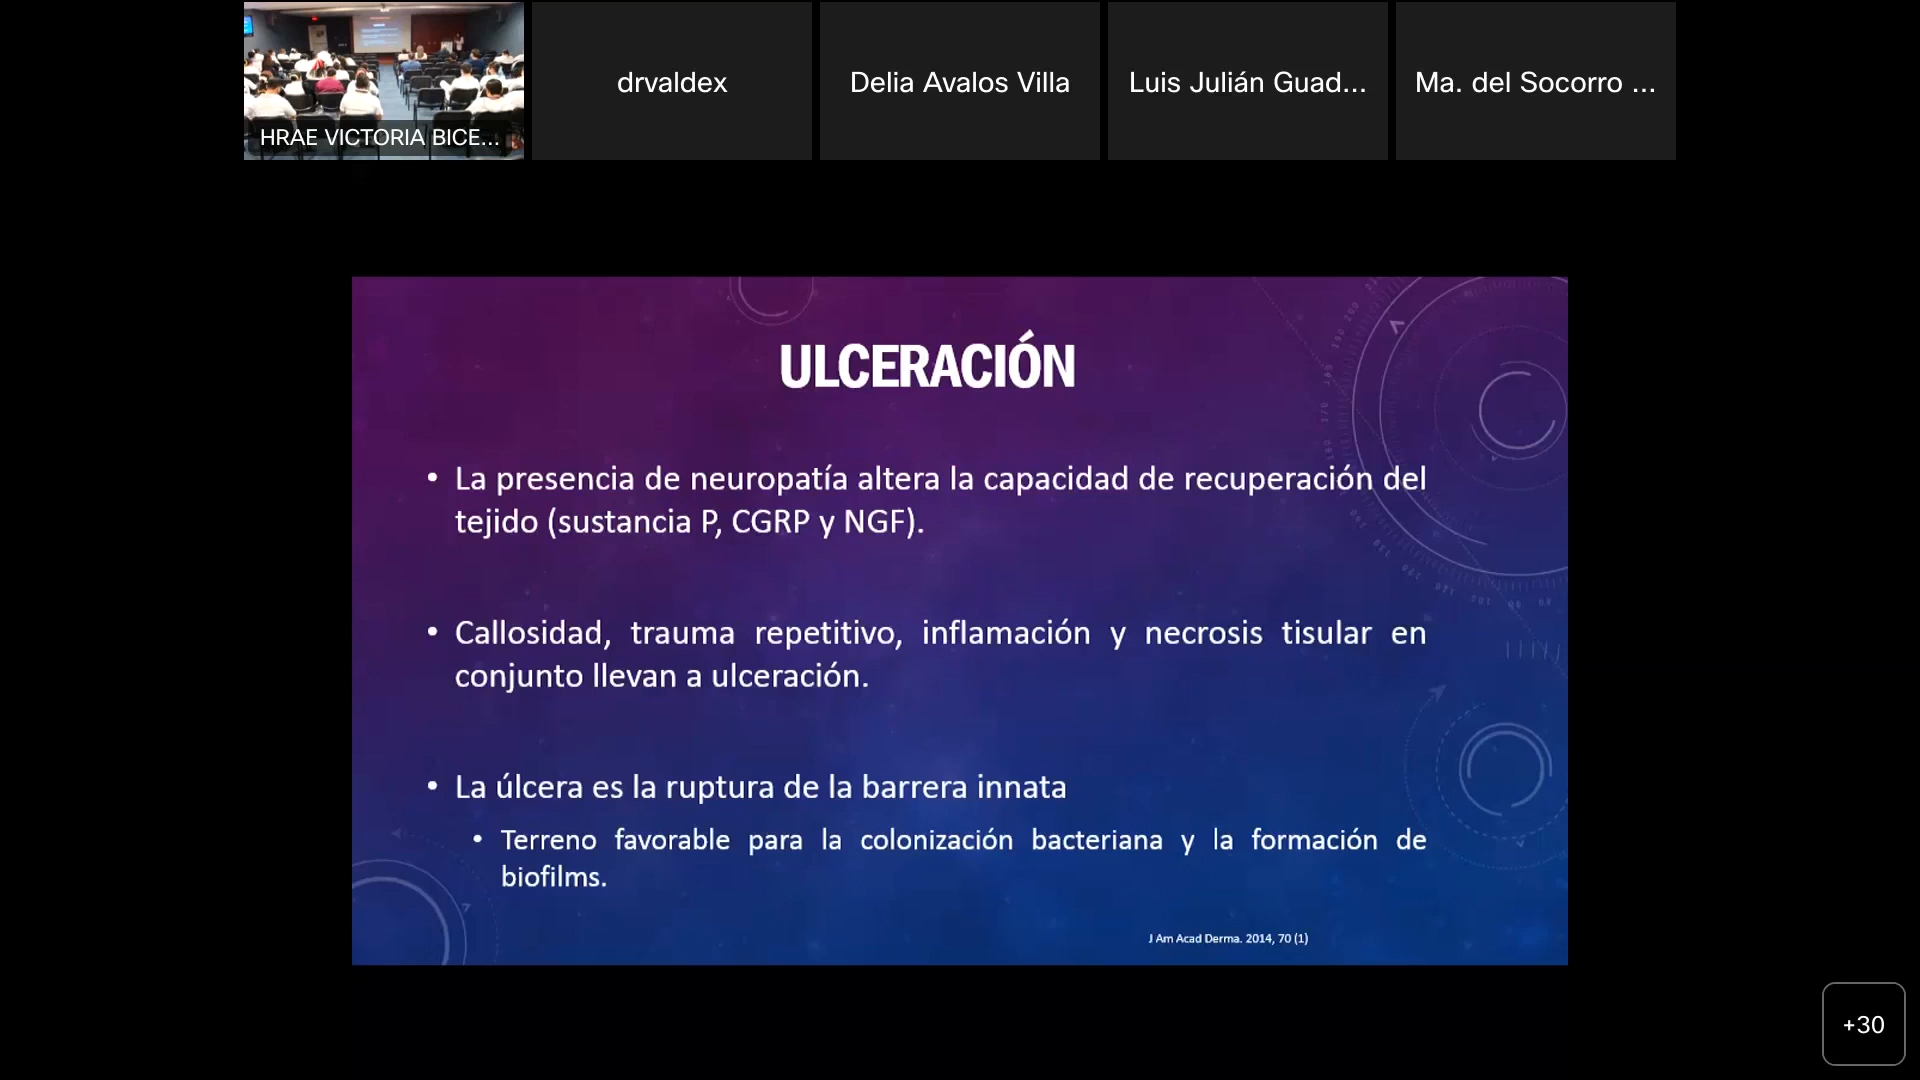 HRAE VICTORIA BICE...
drvaldex
Delia Avalos Villa
Luis Julián Guad...
Ma. del Socorro ...
ULCERACIÓN
• La presencia de neuropatía altera la capacidad de recuperación del
tejido (sustancia P, CGRP y NGF).
• Callosidad, trauma repetitivo, inflamación y necrosis tisular en
conjunto llevan a ulceración.
• La úlcera es la ruptura de la barrera innata
• Terreno favorable para la colonización bacteriana y la formación de
biofilms.
J Am Acad Derma. 2014, 70 (1)
+30